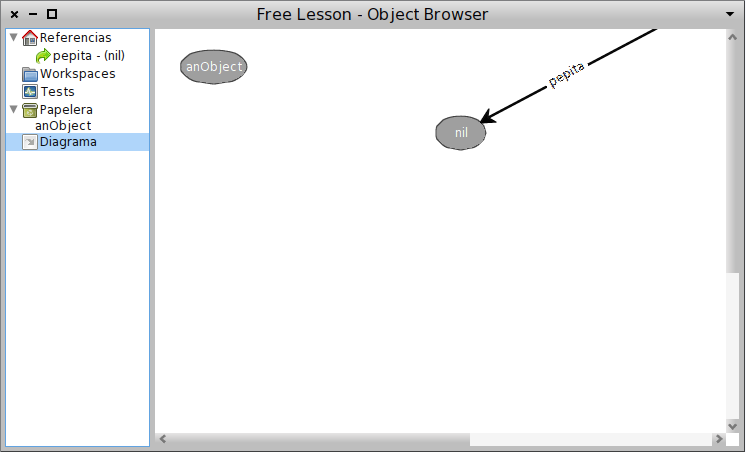 Free Lesson - Object Browser
Referencias
pepita - (nil)
Workspaces
Tests
Papelera
anObject
Diagrama
anObject
pepita
nil